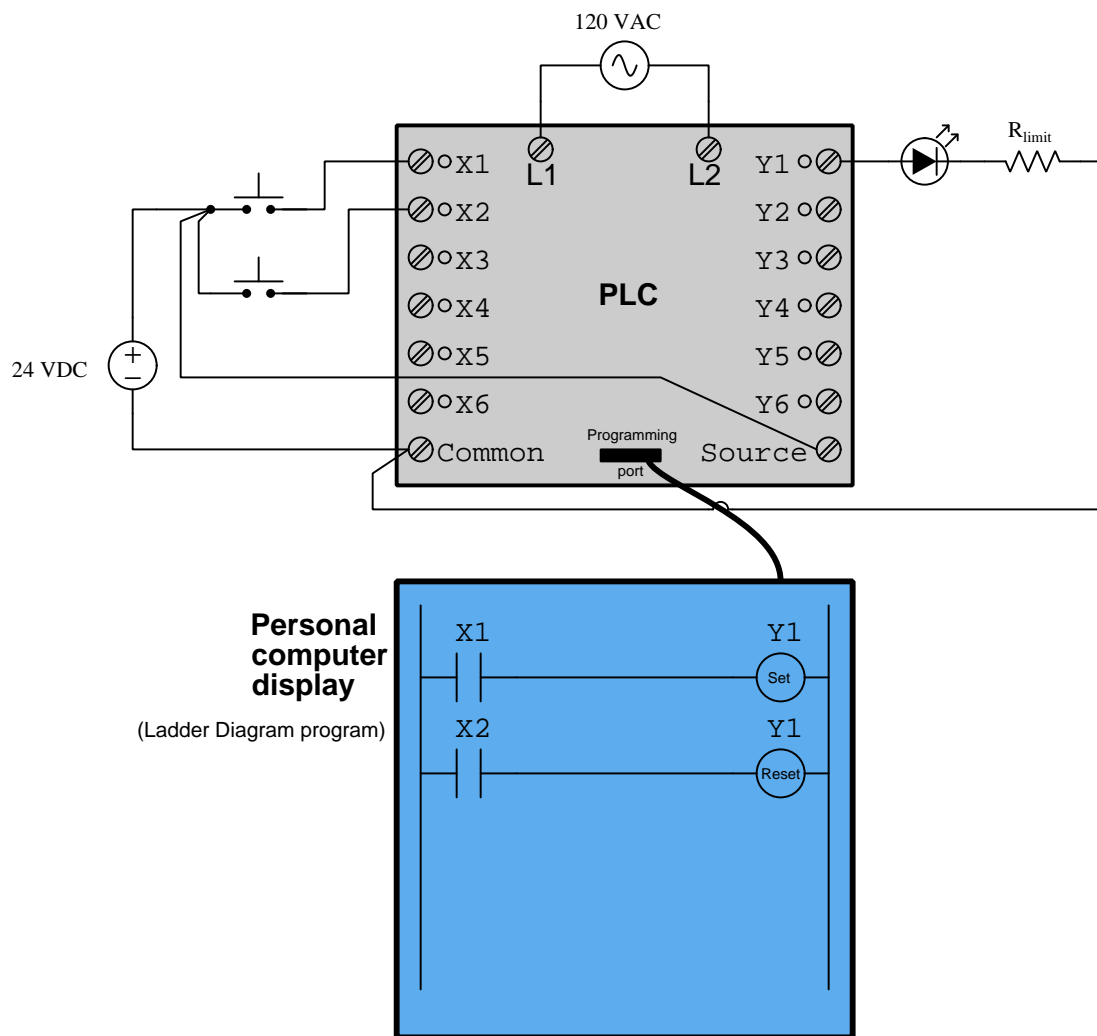 120 VAC
R limit
X1
L1
L2
Y1
X2
Y2
X3
Y3
PLC
X4
Y4
24 VDC
X5
Y5
X6
Y6
Programming
port
Common
Source
Personal
computer
display
(Ladder Diagram program)
X1
Y1
Set
X2
Y1
Reset